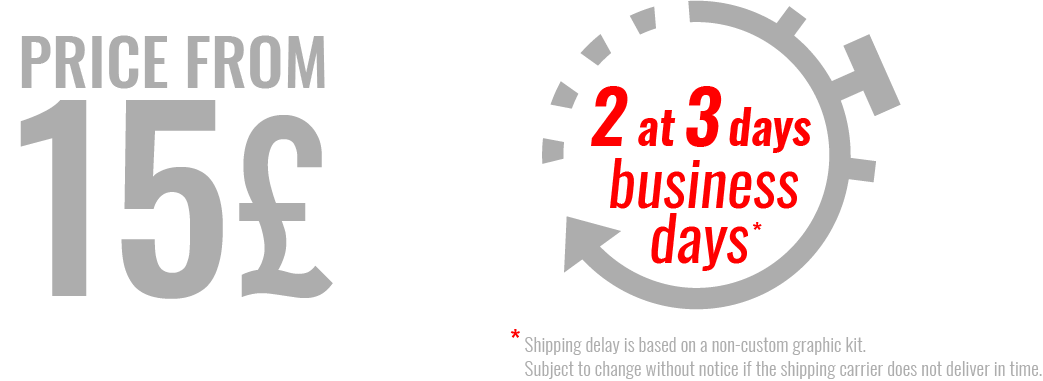 PRICE FROM
15£
2 at 3 days
business
days*
* Shipping delay is based on a non-custom graphic kit.
Subject to change without notice if the shipping carrier does not deliver in time.